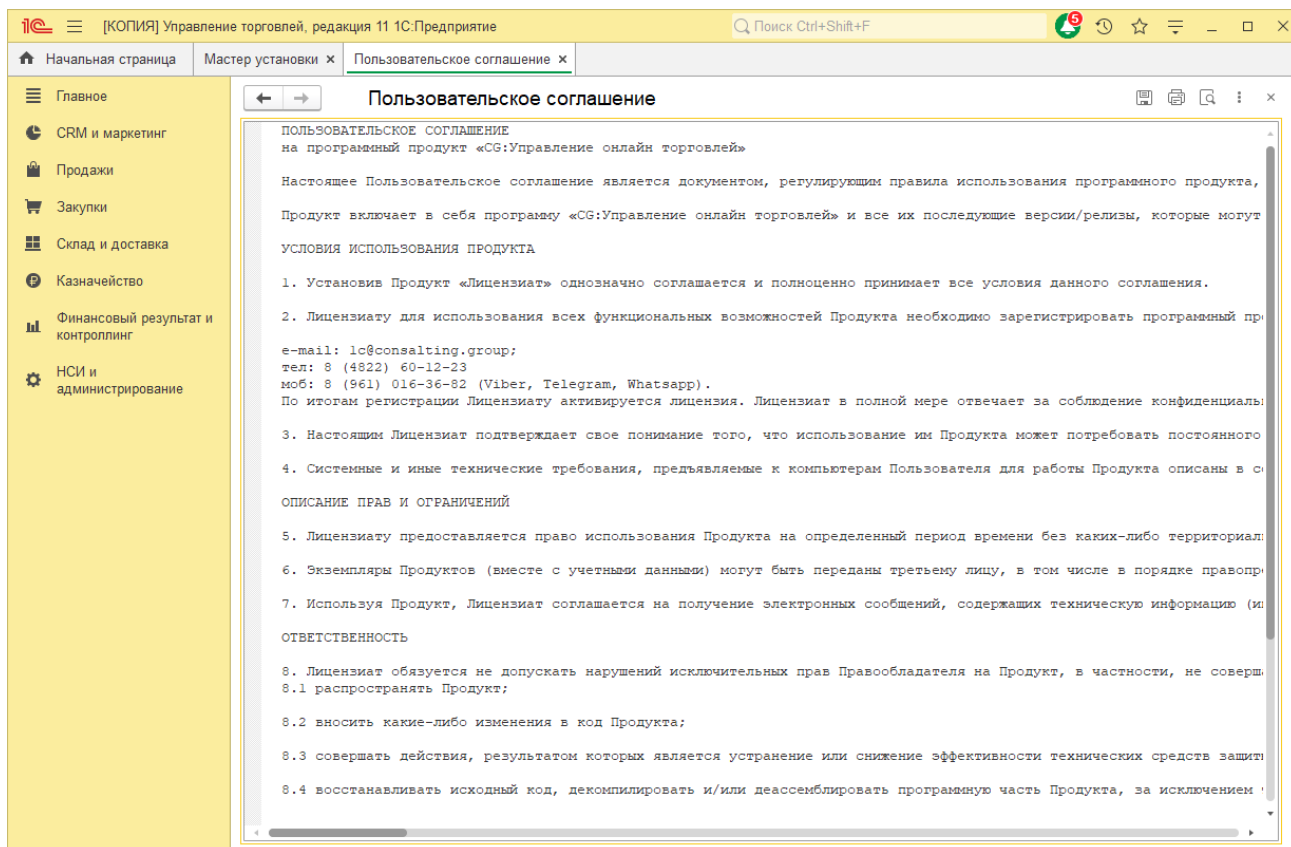 1С [КОПИЯ] Управление торговлей, редакция 11 1С:Предприятие
Поиск Ctrl+Shift+F
5
Начальная страница
Мастер установки ×
Пользовательское соглашение ×
Главное
CRM и маркетинг
Продажи
Закупки
Склад и доставка
Казначейство
Финансовый результат и
контроллинг
НСИ и
администрирование
Пользовательское соглашение
ПОЛЬЗОВАТЕЛЬСКОЕ СОГЛАШЕНИЕ
на программный продукт «CG:Управление онлайн торговлей»
Настоящее Пользовательское соглашение является документом, регулирующим правила использования программного продукта,
Продукт включает в себя программу «CG:Управление онлайн торговлей» и все их последующие версии/релизы, которые могут
УСЛОВИЯ ИСПОЛЬЗОВАНИЯ ПРОДУКТА
1. Установив Продукт «Лицензиат» однозначно соглашается и полноценно принимает все условия данного соглашения.
2. Лицензиату для использования всех функциональных возможностей Продукта необходимо зарегистрировать программный
e-mail: 1c@consalting.group;
тел: 8 (4822) 60-12-23
моб: 8 (961) 016-36-82 (Viber, Telegram, Whatsapp).
По итогам регистрации Лицензиату активируется лицензия. Лицензиат в полной мере отвечает за соблюдение
3. Настоящим Лицензиат подтверждает свое понимание того, что использование им Продукта может потребовать постоянного
4. Системные и иные технические требования, предъявляемые к компьютерам Пользователя для работы Продукта описаны в
ОПИСАНИЕ ПРАВ И ОГРАНИЧЕНИЙ
5. Лицензиату предоставляется право использования Продукта на определенный период времени без каких-либо
6. Экземпляры Продуктов (вместе с учетными данными) могут быть переданы третьему лицу, в том числе в порядке
7. Используя Продукт, Лицензиат соглашается на получение электронных сообщений, содержащих техническую информацию
ОТВЕТСТВЕННОСТЬ
8. Лицензиат обязуется не допускать нарушений исключительных прав Правообладателя на Продукт, в частности, не
8.1 распространять Продукт;
8.2 вносить какие-либо изменения в код Продукта;
8.3 совершать действия, результатом которых является устранение или снижение эффективности технических средств
8.4 восстанавливать исходный код, декомпилировать и/или деассемблировать программную часть Продукта, за исключением